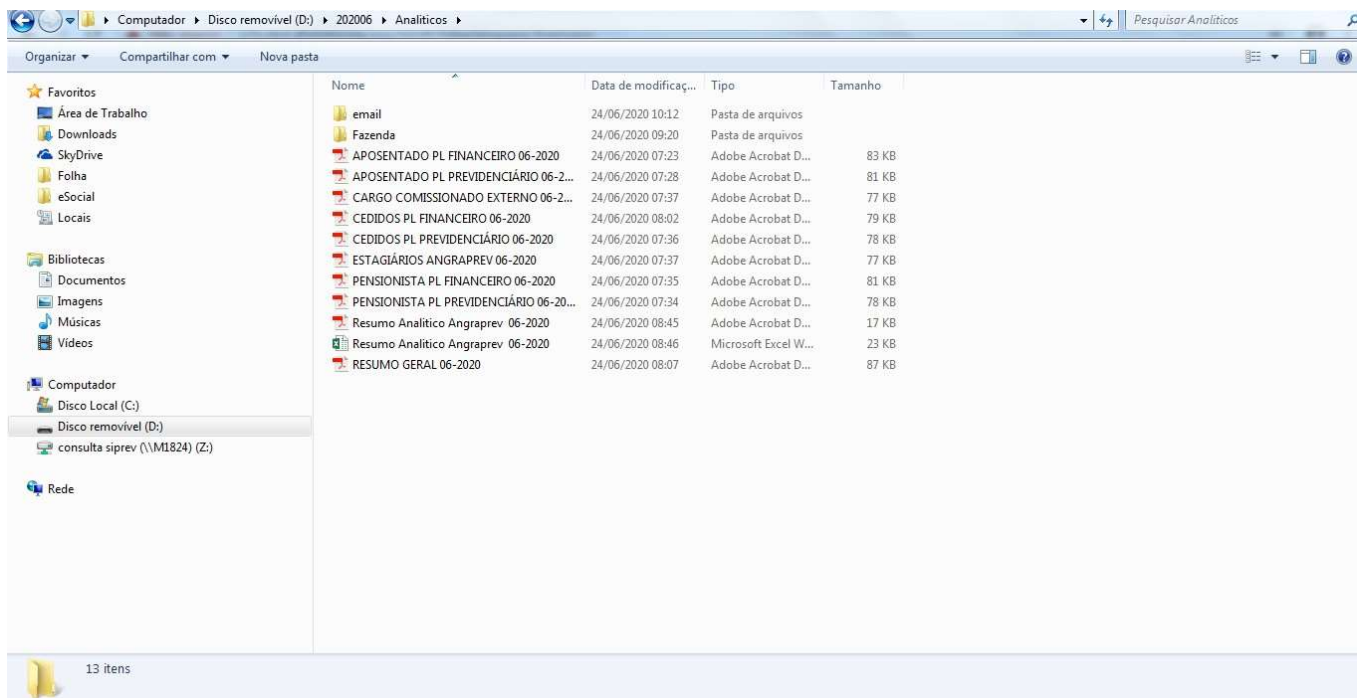 Computador Disco removível (D:) 202006 Analiticos Pesquisar Analiticos
Organizar Compartilhar com Nova pasta
Favoritos
Área de Trabalho
Downloads
SkyDrive
Folha
eSocial
Locais
Bibliotecas
Documentos
Imagens
Músicas
Vídeos
Computador
Disco Local (C:)
Disco removível (D:)
consulta siprev (\\M1824) (Z:)
Rede
Nome Data de modificaç... Tipo Tamanho
email 24/06/2020 10:12 Pasta de arquivos
Fazenda 24/06/2020 09:20 Pasta de arquivos
APOSENTADO PL FINANCEIRO 06-2020 24/06/2020 07:23 Adobe Acrobat D... 83 KB
APOSENTADO PL PREVIDENCIÁRIO 06-2... 24/06/2020 07:28 Adobe Acrobat D... 81 KB
CARGO COMISSIONADO EXTERNO 06-2... 24/06/2020 07:37 Adobe Acrobat D... 77 KB
CEDIDOS PL FINANCEIRO 06-2020 24/06/2020 08:02 Adobe Acrobat D... 79 KB
CEDIDOS PL PREVIDENCIÁRIO 06-2020 24/06/2020 07:36 Adobe Acrobat D... 78 KB
ESTAGIÁRIOS ANGRAPREV 06-2020 24/06/2020 07:37 Adobe Acrobat D... 77 KB
PENSIONISTA PL FINANCEIRO 06-2020 24/06/2020 07:35 Adobe Acrobat D... 81 KB
PENSIONISTA PL PREVIDENCIÁRIO 06-20... 24/06/2020 07:34 Adobe Acrobat D... 78 KB
Resumo Analitico Angraprev 06-2020 24/06/2020 08:45 Adobe Acrobat D... 17 KB
Resumo Analitico Angraprev 06-2020 24/06/2020 08:46 Microsoft Excel W... 23 KB
RESUMO GERAL 06-2020 24/06/2020 08:07 Adobe Acrobat D... 87 KB
13 itens